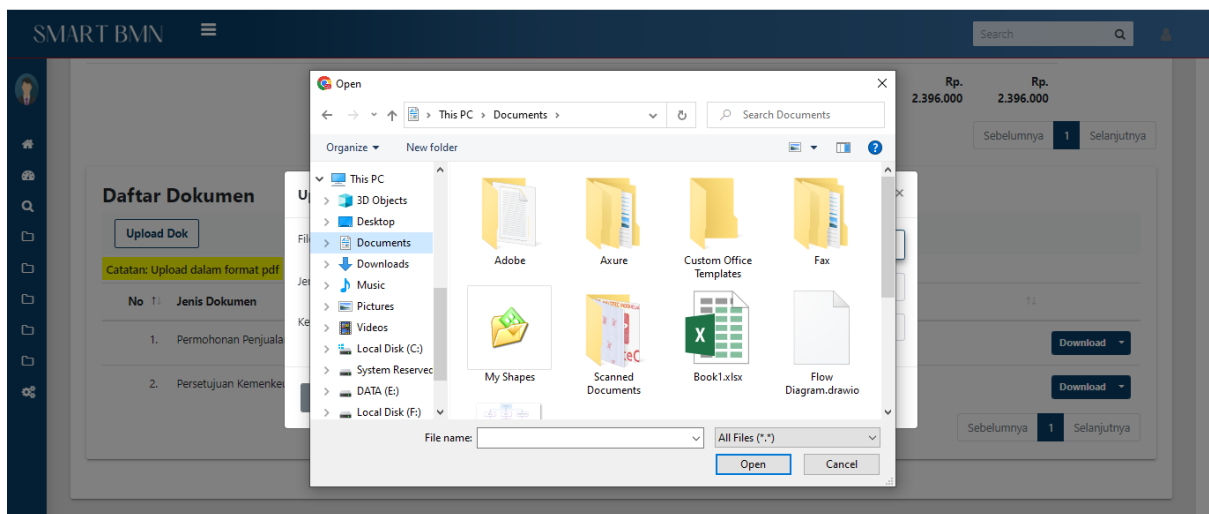 SMART BMN
Search
Rp. Rp.
2.396.000 2.396.000
Sebelumnya 1 Selanjutnya
Open
This PC > Documents >
Search Documents
Organize New folder
This PC
3D Objects
Desktop
Documents
Downloads
Music
Pictures
Videos
Local Disk (C:)
System Reserved
DATA (E:)
Local Disk (F:)
Adobe
Axure
Custom Office
Templates
Fax
My Shapes
Scanned
Documents
Book1.xlsx
Flow
Diagram.drawio
File name:
All Files (*.*)
Open Cancel
Daftar Dokumen
Upload Dok
Catatan: Upload dalam format pdf
No Jenis Dokumen
1. Permohonan Penjuala
Download
2. Persetujuan Kemenkeu
Download
Sebelumnya 1 Selanjutnya